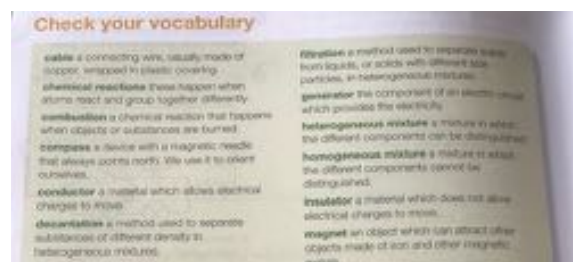 Check your vocabulary
cable a connecting wire, usually made of
copper, wrapped in plastic covering.
chemical reactions these happen when
atoms react and group together differently.
combustion a chemical reaction that happens
when objects or substances are burned.
compass a device with a magnetic needle
that always points north. We use it to orient
ourselves.
conductor a material which allows electrical
charges to move.
decantation a method used to separate
substances of different density in
heterogeneous mixtures.
filtration a method used to separate
from liquids, or solids with different size
particles, in heterogeneous mixtures.
generator the component of an electric circuit
which provides the electricity.
heterogeneous mixture a mixture in which
the different components can be distinguished.
homogeneous mixture a mixture in which
the different components cannot be
distinguished.
insulator a material which does not allow
electrical charges to move.
magnet an object which can attract other
objects made of iron and other magnetic